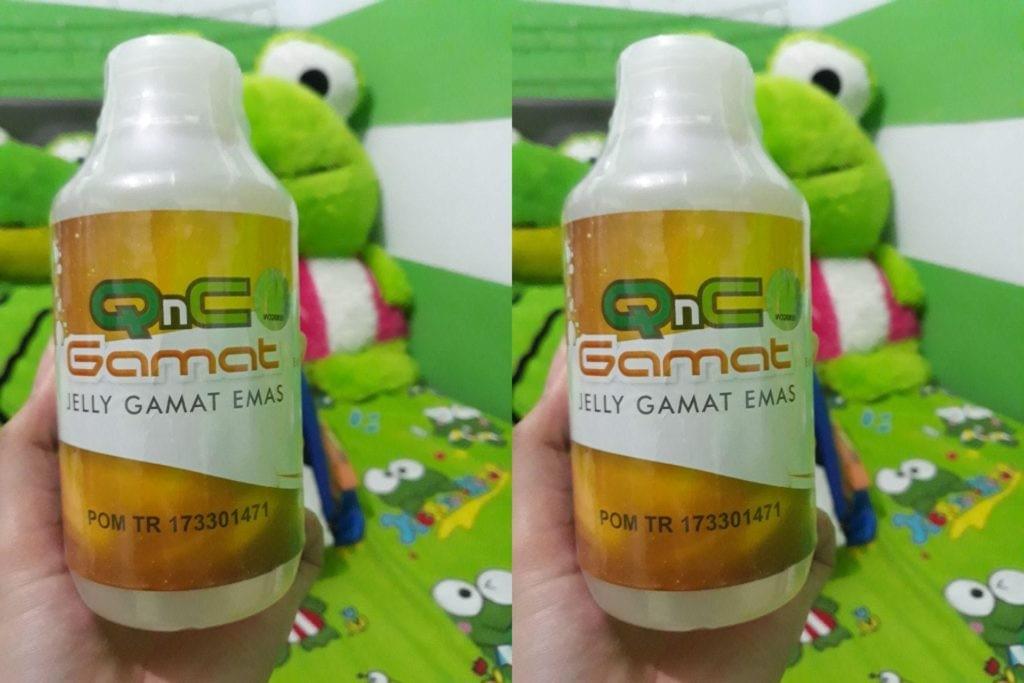 QnC
Gamat
JELLY GAMAT EMAS
POM TR 173301471
QnC
Gamat
JELLY GAMAT EMAS
POM TR 173301471